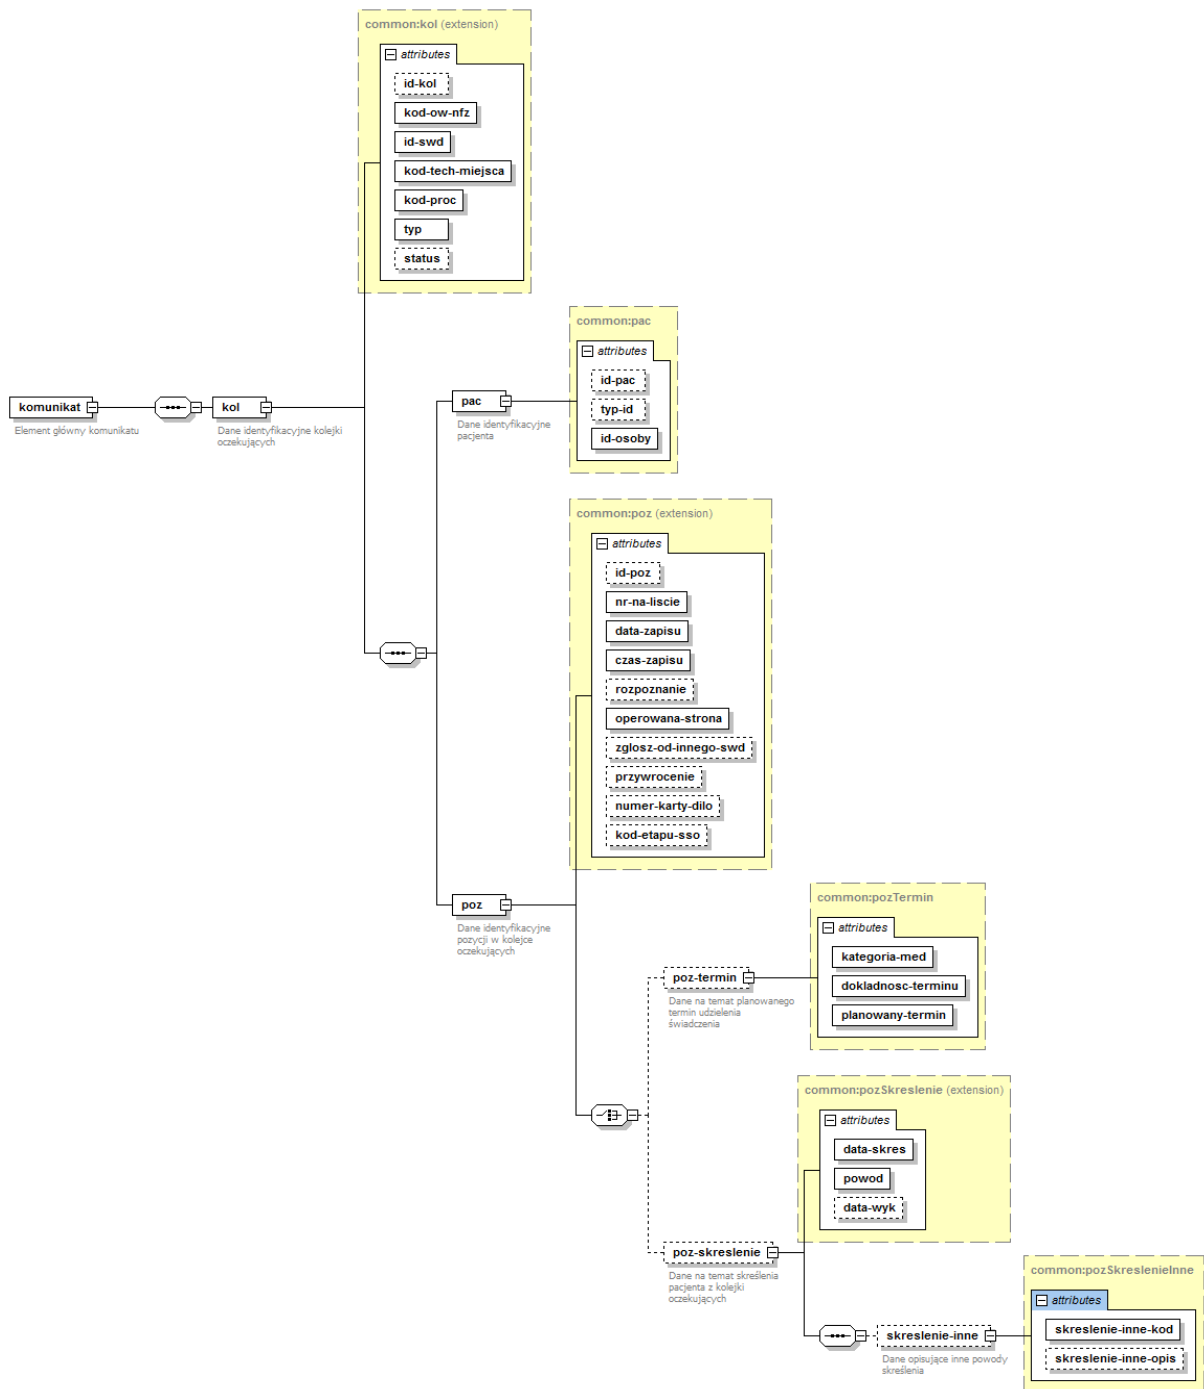 common:kol (extension)
attributes
id-kol
kod-ow-nfz
id-swd
kod-tech-miejsca
kod-proc
typ
status
komunikat
Element główny komunikatu
kol
Dane identyfikacyjne kolejki
oczekujących
common:pac
attributes
id-pac
typ-id
id-osoby
pac
Dane identyfikacyjne
pacjenta
common:poz (extension)
attributes
id-poz
nr-na-liscie
data-zapisu
czas-zapisu
rozpoznanie
operowana-strona
zglosz-od-innego-swd
przywrocenie
numer-karty-dilo
kod-etapu-sso
poz
Dane identyfikacyjne
pozycji w kolejce
oczekujących
common:pozTermin
attributes
kategoria-med
dokladnosc-terminu
planowany-termin
poz-termin
Dane na temat planowanego
termin udzielenia
świadczenia
common:pozSkreslenie (extension)
attributes
data-skres
powod
data-wyk
poz-skreslenie
Dane na temat skreślenia
pacjenta z kolejki
oczekujących
common:pozSkreslenieInne
attributes
skreslenie-inne-kod
skreslenie-inne-opis
skreslenie-inne
Dane opisujące inne powody
skreślenia